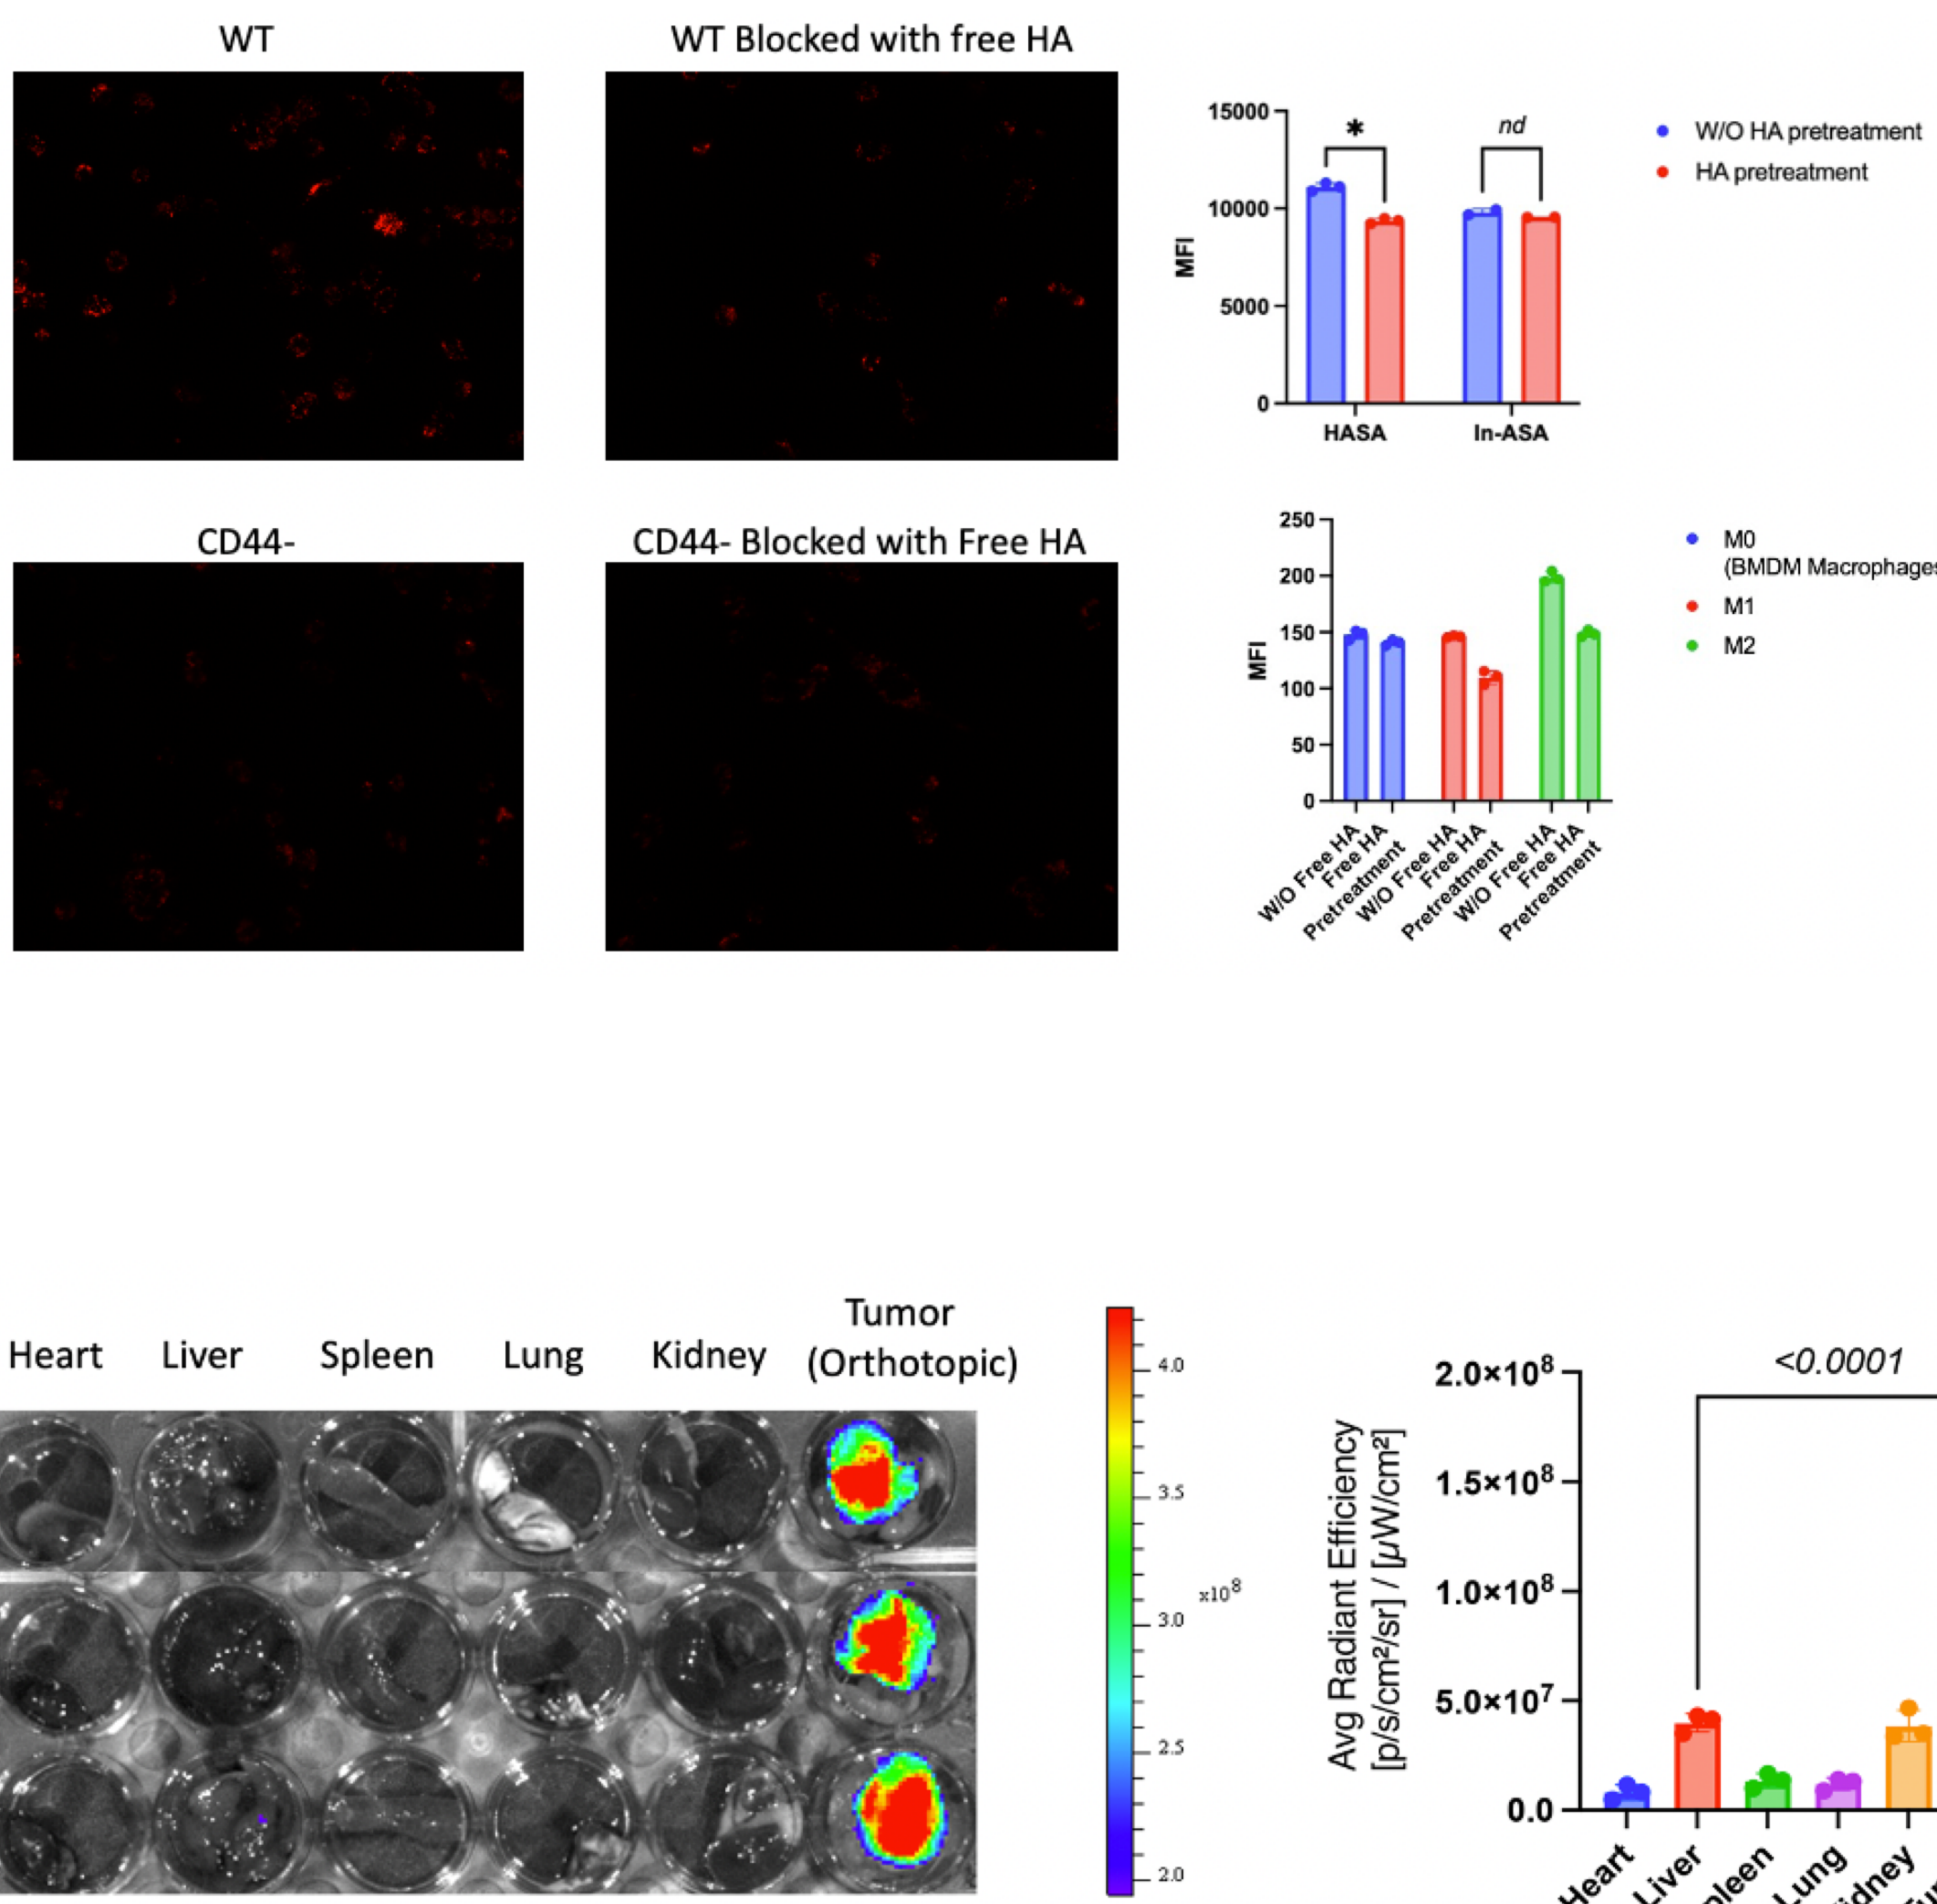 WT
WT Blocked with free HA
15000
10000
5000
0
MFI
*
nd
HASA
In-ASA
W/O HA pretreatment
HA pretreatment
CD44-
CD44- Blocked with Free HA
250
200
150
100
50
0
MFI
W/O Free HA
Free HA
Pretreatment
W/O Free HA
Free HA
Pretreatment
W/O Free HA
Free HA
Pretreatment
M0
(BMDM Macrophages
M1
M2
Heart
Liver
Spleen
Lung
Kidney
Tumor
(Orthotopic)
4.0
3.5
3.0
2.5
2.0
x10⁸
Avg Radiant Efficiency
[p/s/cm²/sr] / [µW/cm²]
2.0×10⁸
1.5×10⁸
1.0×10⁸
5.0×10⁷
0.0
<0.0001
Heart
Liver
pleen
Lung
idney